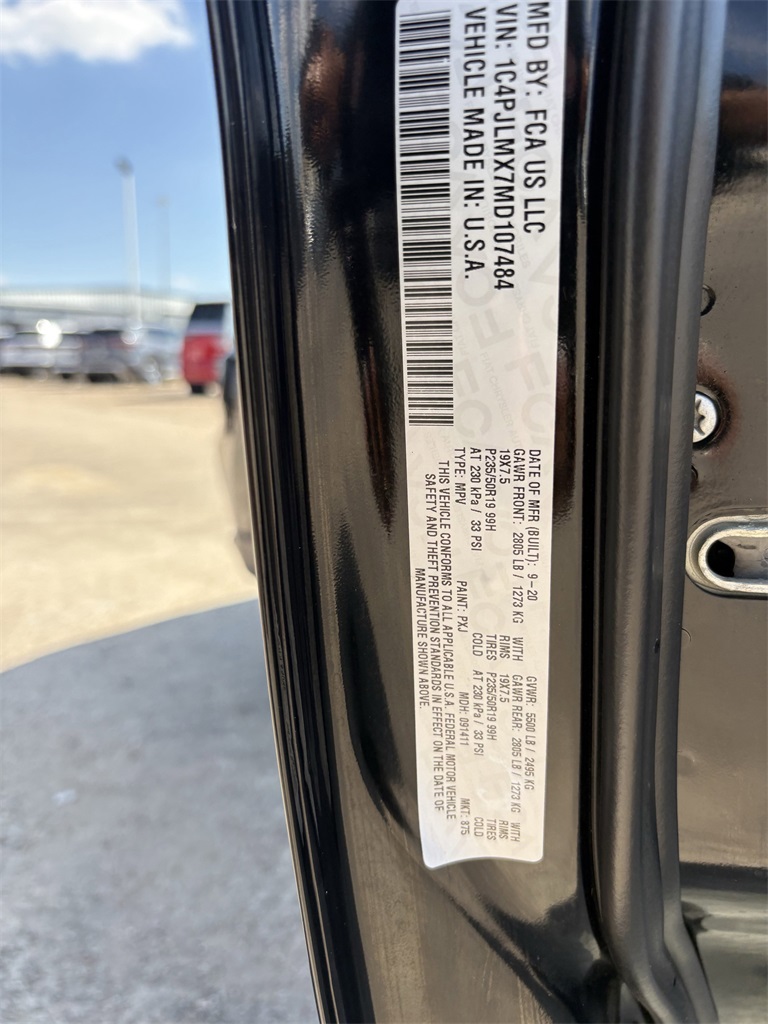 MFD BY: FCA US LLC
VIN: 1C4PJLMX7MD107484
VEHICLE MADE IN: U.S.A.
DATE OF MFR (BUILT): 9-20 GVWR: 5500 LB / 2495 KG
GAWR FRONT: 2805 LB / 1273 KG WITH GAWR REAR: 2805 LB / 1273 KG WITH
19X7.5 RIMS 19X7.5 RIMS
P235/50R19 99H TIRES P235/50R19 99H TIRES
AT 230 kPa / 33 PSI COLD AT 230 kPa / 33 PSI COLD
TYPE: MPV PAINT: PXJ MDH: 091411 MKT: 875
THIS VEHICLE CONFORMS TO ALL APPLICABLE U.S.A. FEDERAL MOTOR VEHICLE
SAFETY AND THEFT PREVENTION STANDARDS IN EFFECT ON THE DATE OF
MANUFACTURE SHOWN ABOVE.